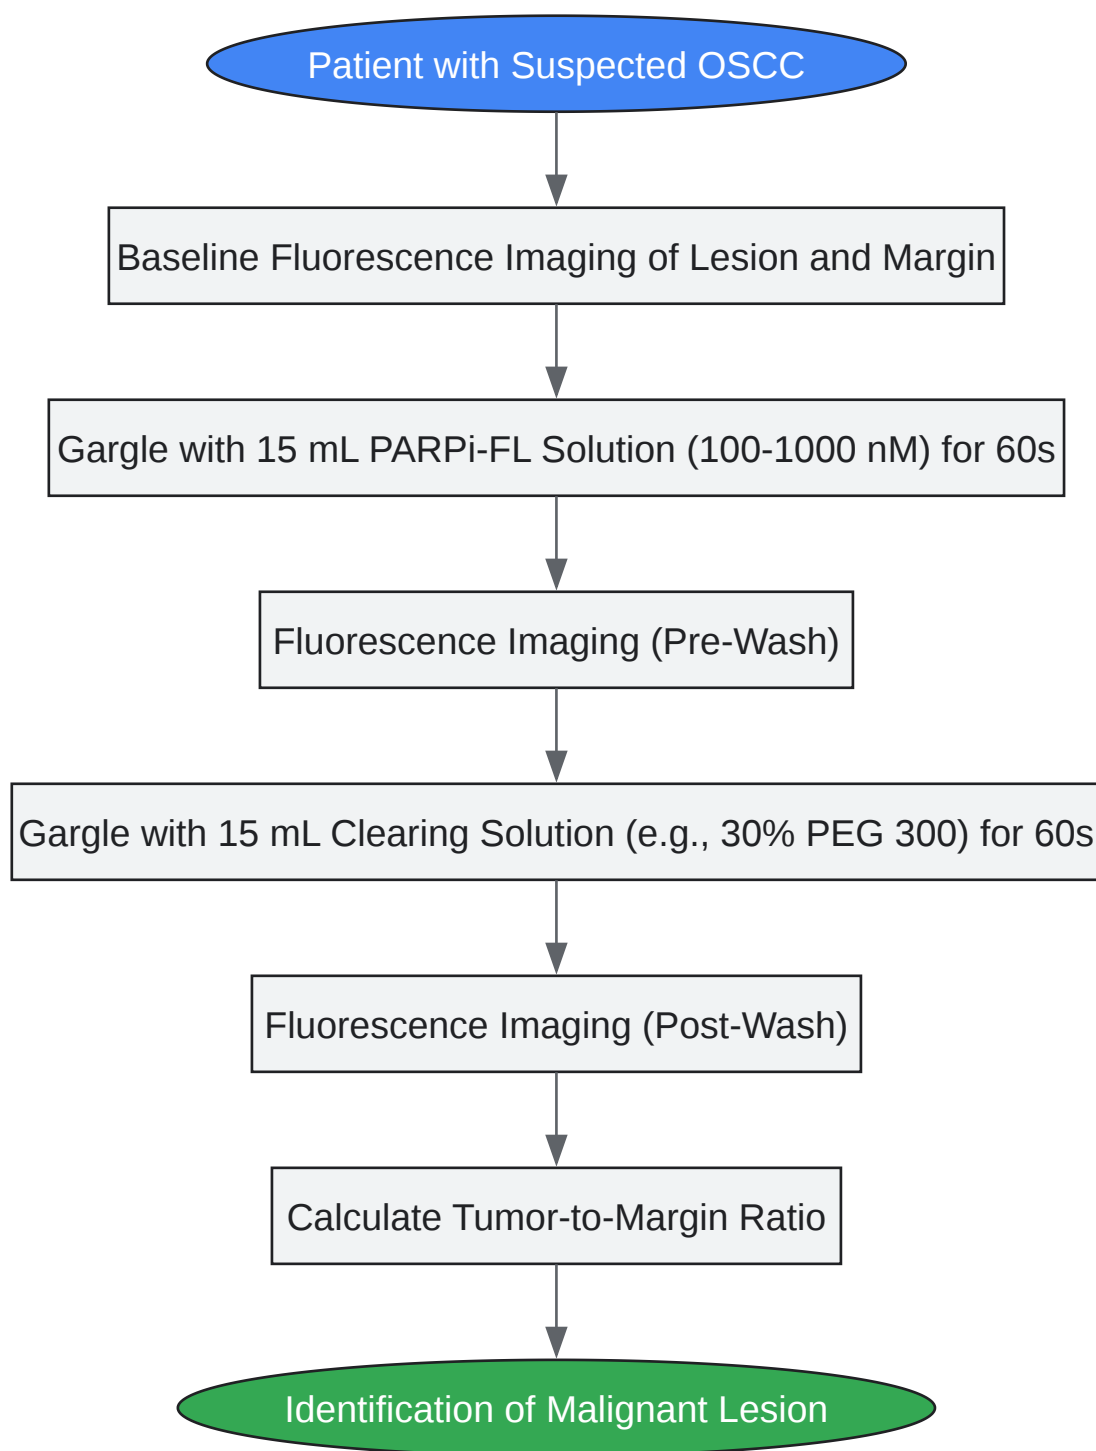 Patient with Suspected OSCC
Baseline Fluorescence Imaging of Lesion and Margin
Gargle with 15 mL PARPi-FL Solution (100-1000 nM) for 60s
Fluorescence Imaging (Pre-Wash)
Gargle with 15 mL Clearing Solution (e.g., 30% PEG 300) for 60s
Fluorescence Imaging (Post-Wash)
Calculate Tumor-to-Margin Ratio
Identification of Malignant Lesion